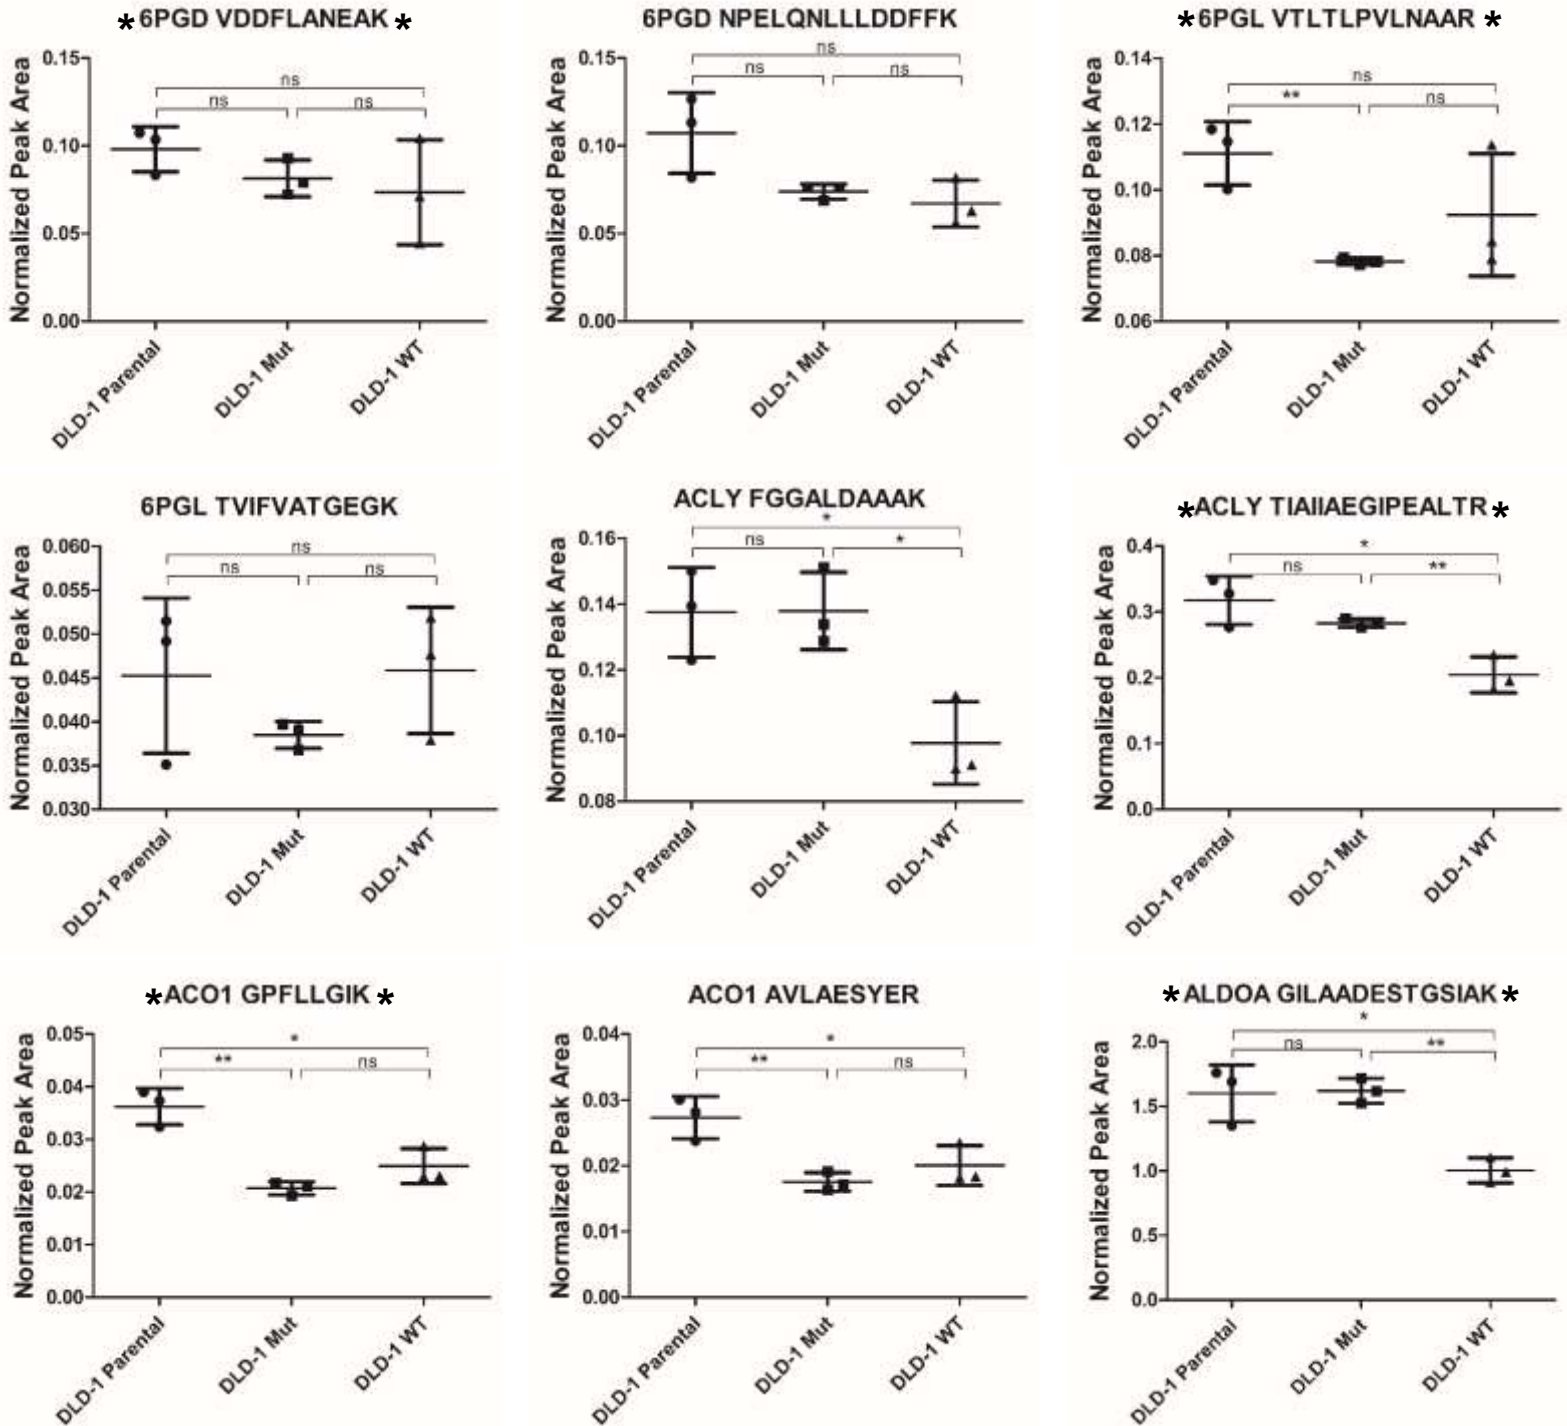 *6PGD VDDFLANEAK*
Normalized Peak Area
0.15
0.10
0.05
0.00
ns
ns
ns
DLD-1 Parental
DLD-1 Mut
DLD-1 WT
6PGD NPELQNLLLDDFFK
Normalized Peak Area
0.15
0.10
0.05
0.00
ns
ns
ns
DLD-1 Parental
DLD-1 Mut
DLD-1 WT
*6PGL VTLTLPVLNAAR*
Normalized Peak Area
0.14
0.12
0.10
0.08
0.06
ns
**
ns
DLD-1 Parental
DLD-1 Mut
DLD-1 WT
6PGL TVIFVATGEGK
Normalized Peak Area
0.060
0.055
0.050
0.045
0.040
0.035
0.030
ns
ns
ns
DLD-1 Parental
DLD-1 Mut
DLD-1 WT
ACLY FGGALDAAAK
Normalized Peak Area
0.16
0.14
0.12
0.10
0.08
*
ns
*
DLD-1 Parental
DLD-1 Mut
DLD-1 WT
*ACLY TIAIIAEGIPEALTR*
Normalized Peak Area
0.4
0.3
0.2
0.1
0.0
*
ns
**
DLD-1 Parental
DLD-1 Mut
DLD-1 WT
*ACO1 GPFLLGIK*
Normalized Peak Area
0.05
0.04
0.03
0.02
0.01
0.00
*
**
ns
DLD-1 Parental
DLD-1 Mut
DLD-1 WT
ACO1 AVLAESYER
Normalized Peak Area
0.04
0.03
0.02
0.01
0.00
*
**
ns
DLD-1 Parental
DLD-1 Mut
DLD-1 WT
*ALDOA GILAADESTGSIAK*
Normalized Peak Area
2.0
1.5
1.0
0.5
0.0
*
ns
**
DLD-1 Parental
DLD-1 Mut
DLD-1 WT